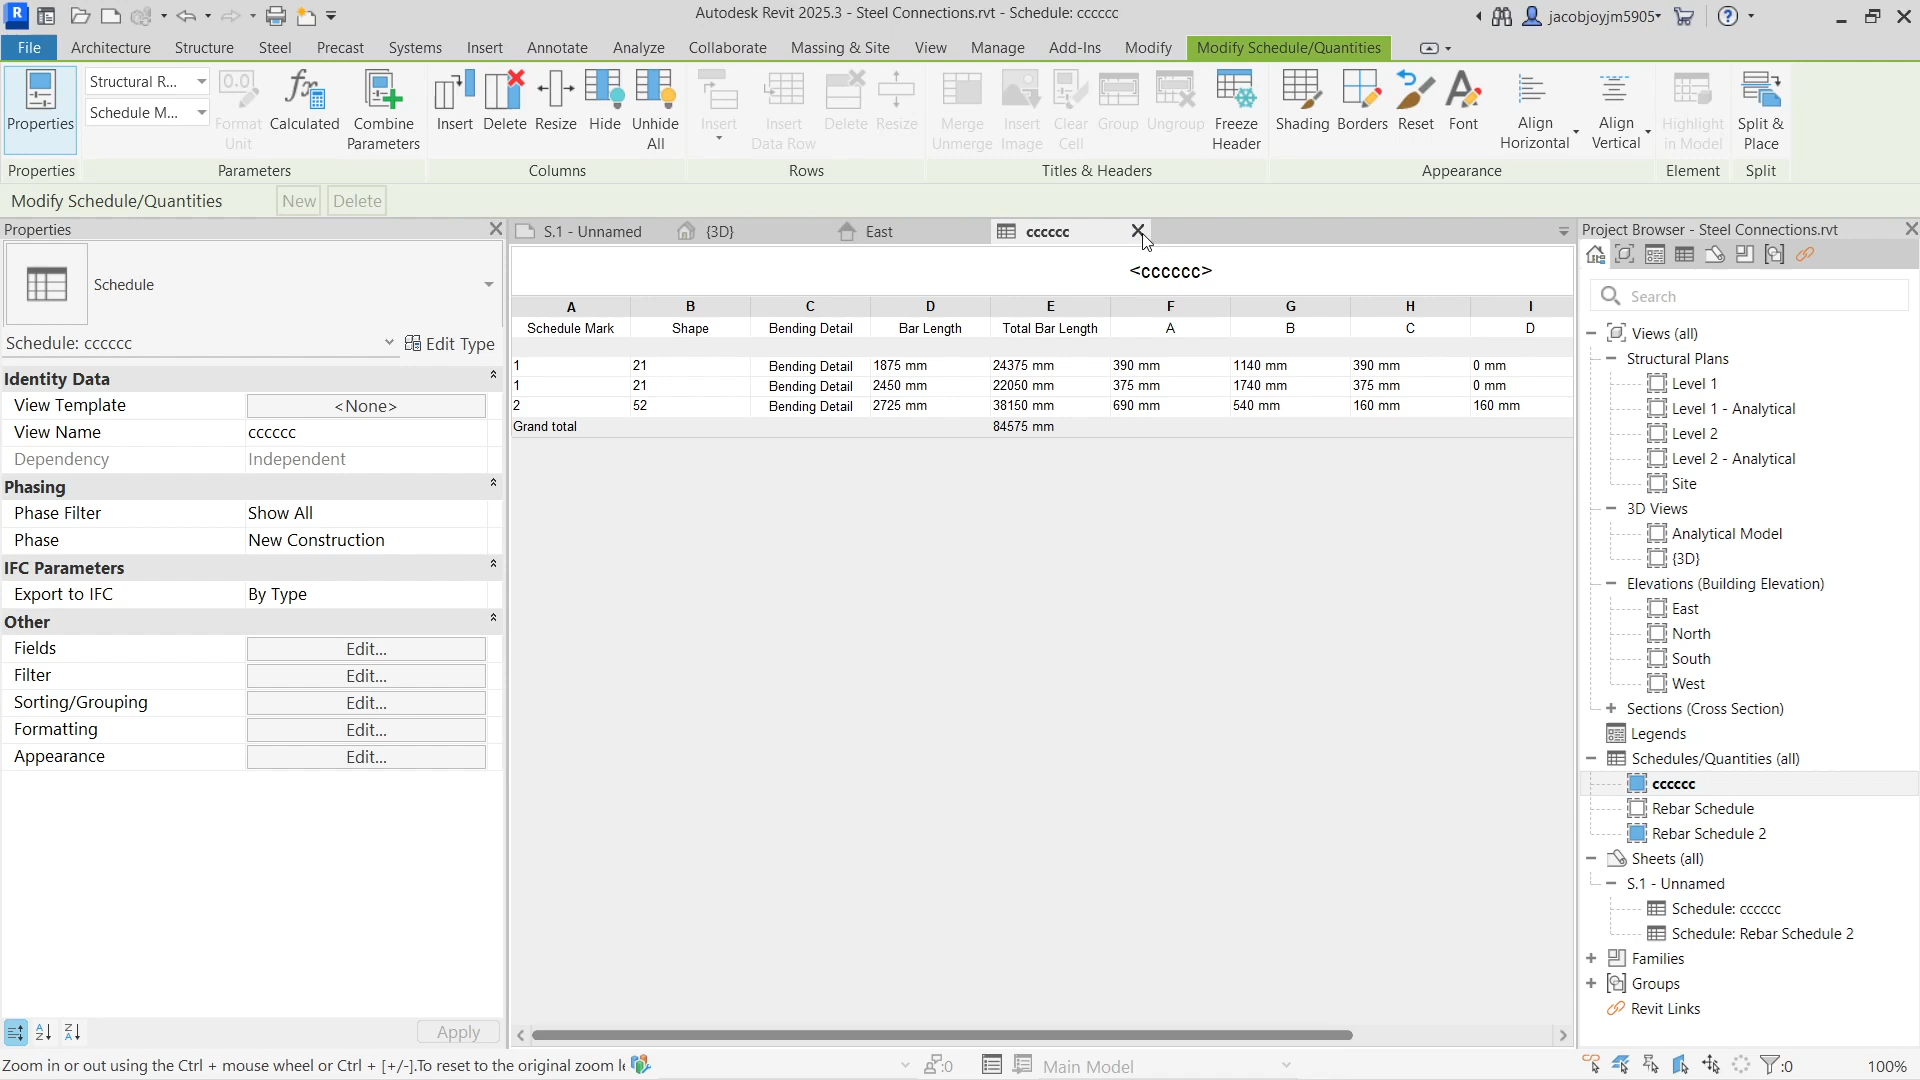 Autodesk Revit 2025.3 - Steel Connections.rvt - Schedule: cccccc
jacobjoyjm5905
File Architecture Structure Steel Precast Systems Insert Annotate Analyze Collaborate Massing & Site View Manage Add-Ins Modify Modify Schedule/Quantities
Structural R...
Schedule M...
Properties
Format Unit
Calculated
Combine Parameters
Insert
Delete
Resize
Hide
Unhide All
Insert
Insert Data Row
Delete
Resize
Merge Unmerge
Insert Image
Clear Cell
Group
Ungroup
Freeze Header
Shading
Borders
Reset
Font
Align Horizontal
Align Vertical
Highlight in Model
Split & Place
Properties Parameters Columns Rows Titles & Headers Appearance Element Split
Modify Schedule/Quantities New Delete
Properties
Schedule
Schedule: cccccc Edit Type
Identity Data
View Template <None>
View Name cccccc
Dependency Independent
Phasing
Phase Filter Show All
Phase New Construction
IFC Parameters
Export to IFC By Type
Other
Fields Edit...
Filter Edit...
Sorting/Grouping Edit...
Formatting Edit...
Appearance Edit...
Apply
S.1 - Unnamed {3D} East cccccc
<cccccc>
A B C D E F G H I
Schedule Mark Shape Bending Detail Bar Length Total Bar Length A B C D
1 21 Bending Detail 1875 mm 24375 mm 390 mm 1140 mm 390 mm 0 mm
1 21 Bending Detail 2450 mm 22050 mm 375 mm 1740 mm 375 mm 0 mm
2 52 Bending Detail 2725 mm 38150 mm 690 mm 540 mm 160 mm 160 mm
Grand total 84575 mm
Project Browser - Steel Connections.rvt
Search
Views (all)
Structural Plans
Level 1
Level 1 - Analytical
Level 2
Level 2 - Analytical
Site
3D Views
Analytical Model
{3D}
Elevations (Building Elevation)
East
North
South
West
Sections (Cross Section)
Legends
Schedules/Quantities (all)
cccccc
Rebar Schedule
Rebar Schedule 2
Sheets (all)
S.1 - Unnamed
Schedule: cccccc
Schedule: Rebar Schedule 2
Families
Groups
Revit Links
Zoom in or out using the Ctrl + mouse wheel or Ctrl + [+/-].To reset to the original zoom le
:0 Main Model :0 100%